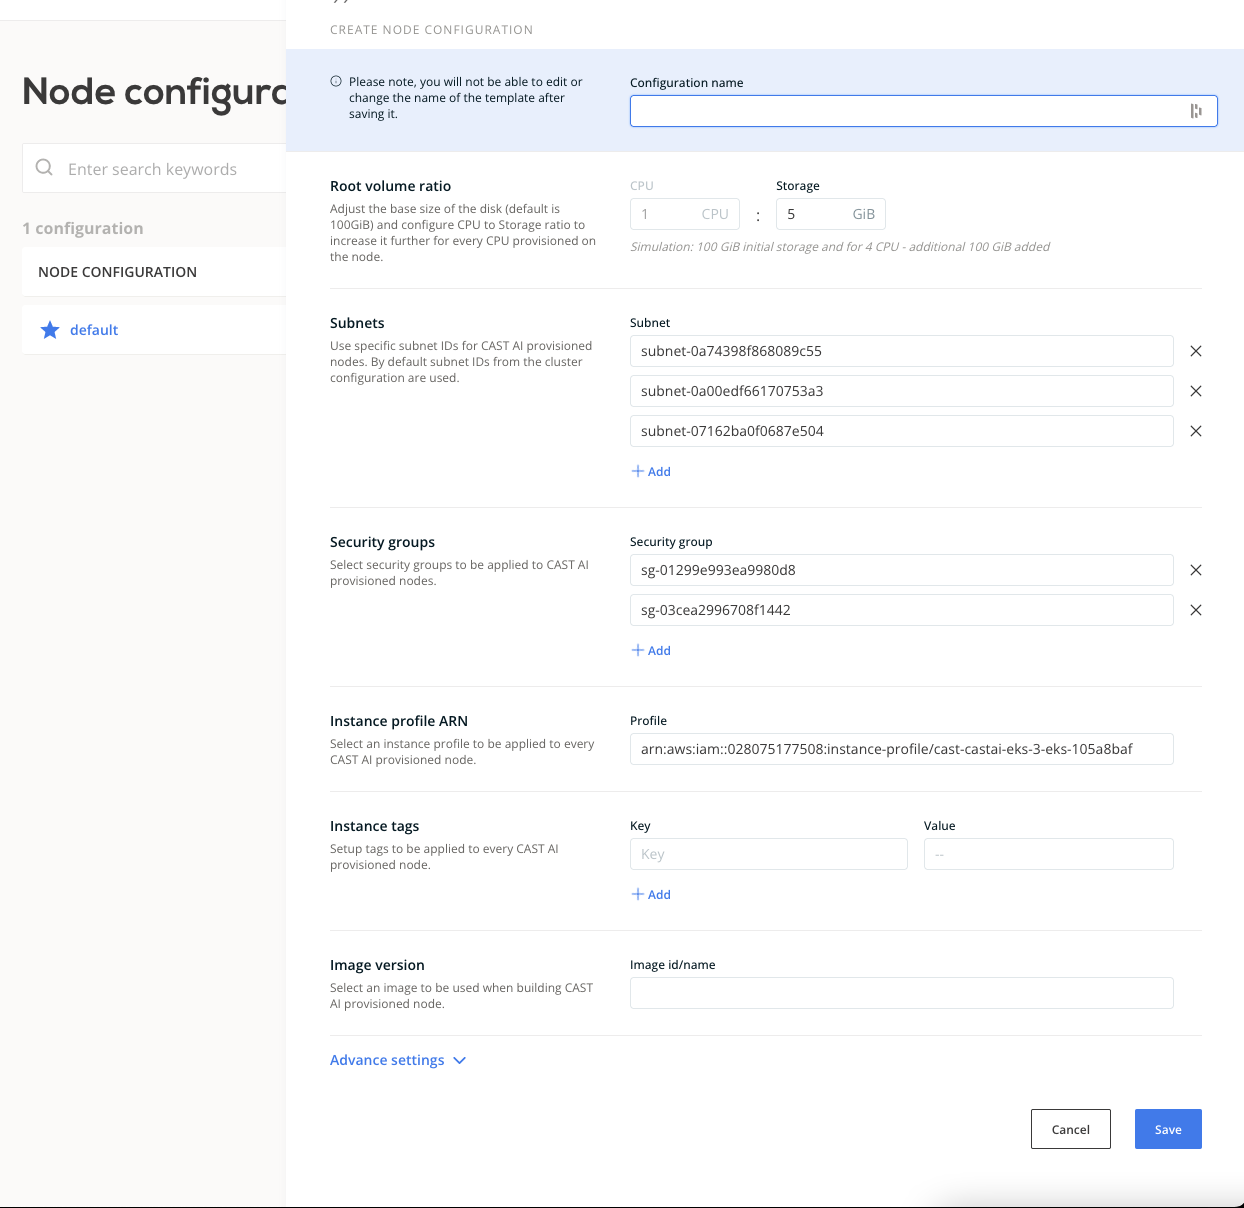 Node configura
Enter search keywords
1 configuration
NODE CONFIGURATION
default
CREATE NODE CONFIGURATION
Please note, you will not be able to edit or
change the name of the template after
saving it.
Configuration name
Root volume ratio
Adjust the base size of the disk (default is
100GiB) and configure CPU to Storage ratio to
increase it further for every CPU provisioned on
the node.
CPU
Storage
1 CPU : 5 GiB
Simulation: 100 GiB initial storage and for 4 CPU - additional 100 GiB added
Subnets
Use specific subnet IDs for CAST AI provisioned
nodes. By default subnet IDs from the cluster
configuration are used.
Subnet
subnet-0a74398f868089c55
subnet-0a00edf66170753a3
subnet-07162ba0f0687e504
Add
Security groups
Select security groups to be applied to CAST AI
provisioned nodes.
Security group
sg-01299e993ea9980d8
sg-03cea2996708f1442
Add
Instance profile ARN
Select an instance profile to be applied to every
CAST AI provisioned node.
Profile
arn:aws:iam::028075177508:instance-profile/cast-castai-eks-3-eks-105a8baf
Instance tags
Setup tags to be applied to every CAST AI
provisioned node.
Key
Value
Key
--
Add
Image version
Select an image to be used when building CAST
AI provisioned node.
Image id/name
Advance settings
Cancel
Save